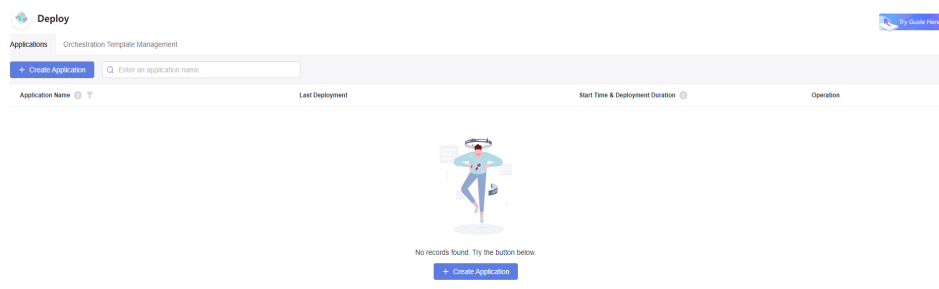 Deploy
Try Guide Here
Applications Orchestration Template Management
+ Create Application Enter an application name
Application Name Last Deployment Start Time & Deployment Duration Operation
No records found. Try the button below.
+ Create Application